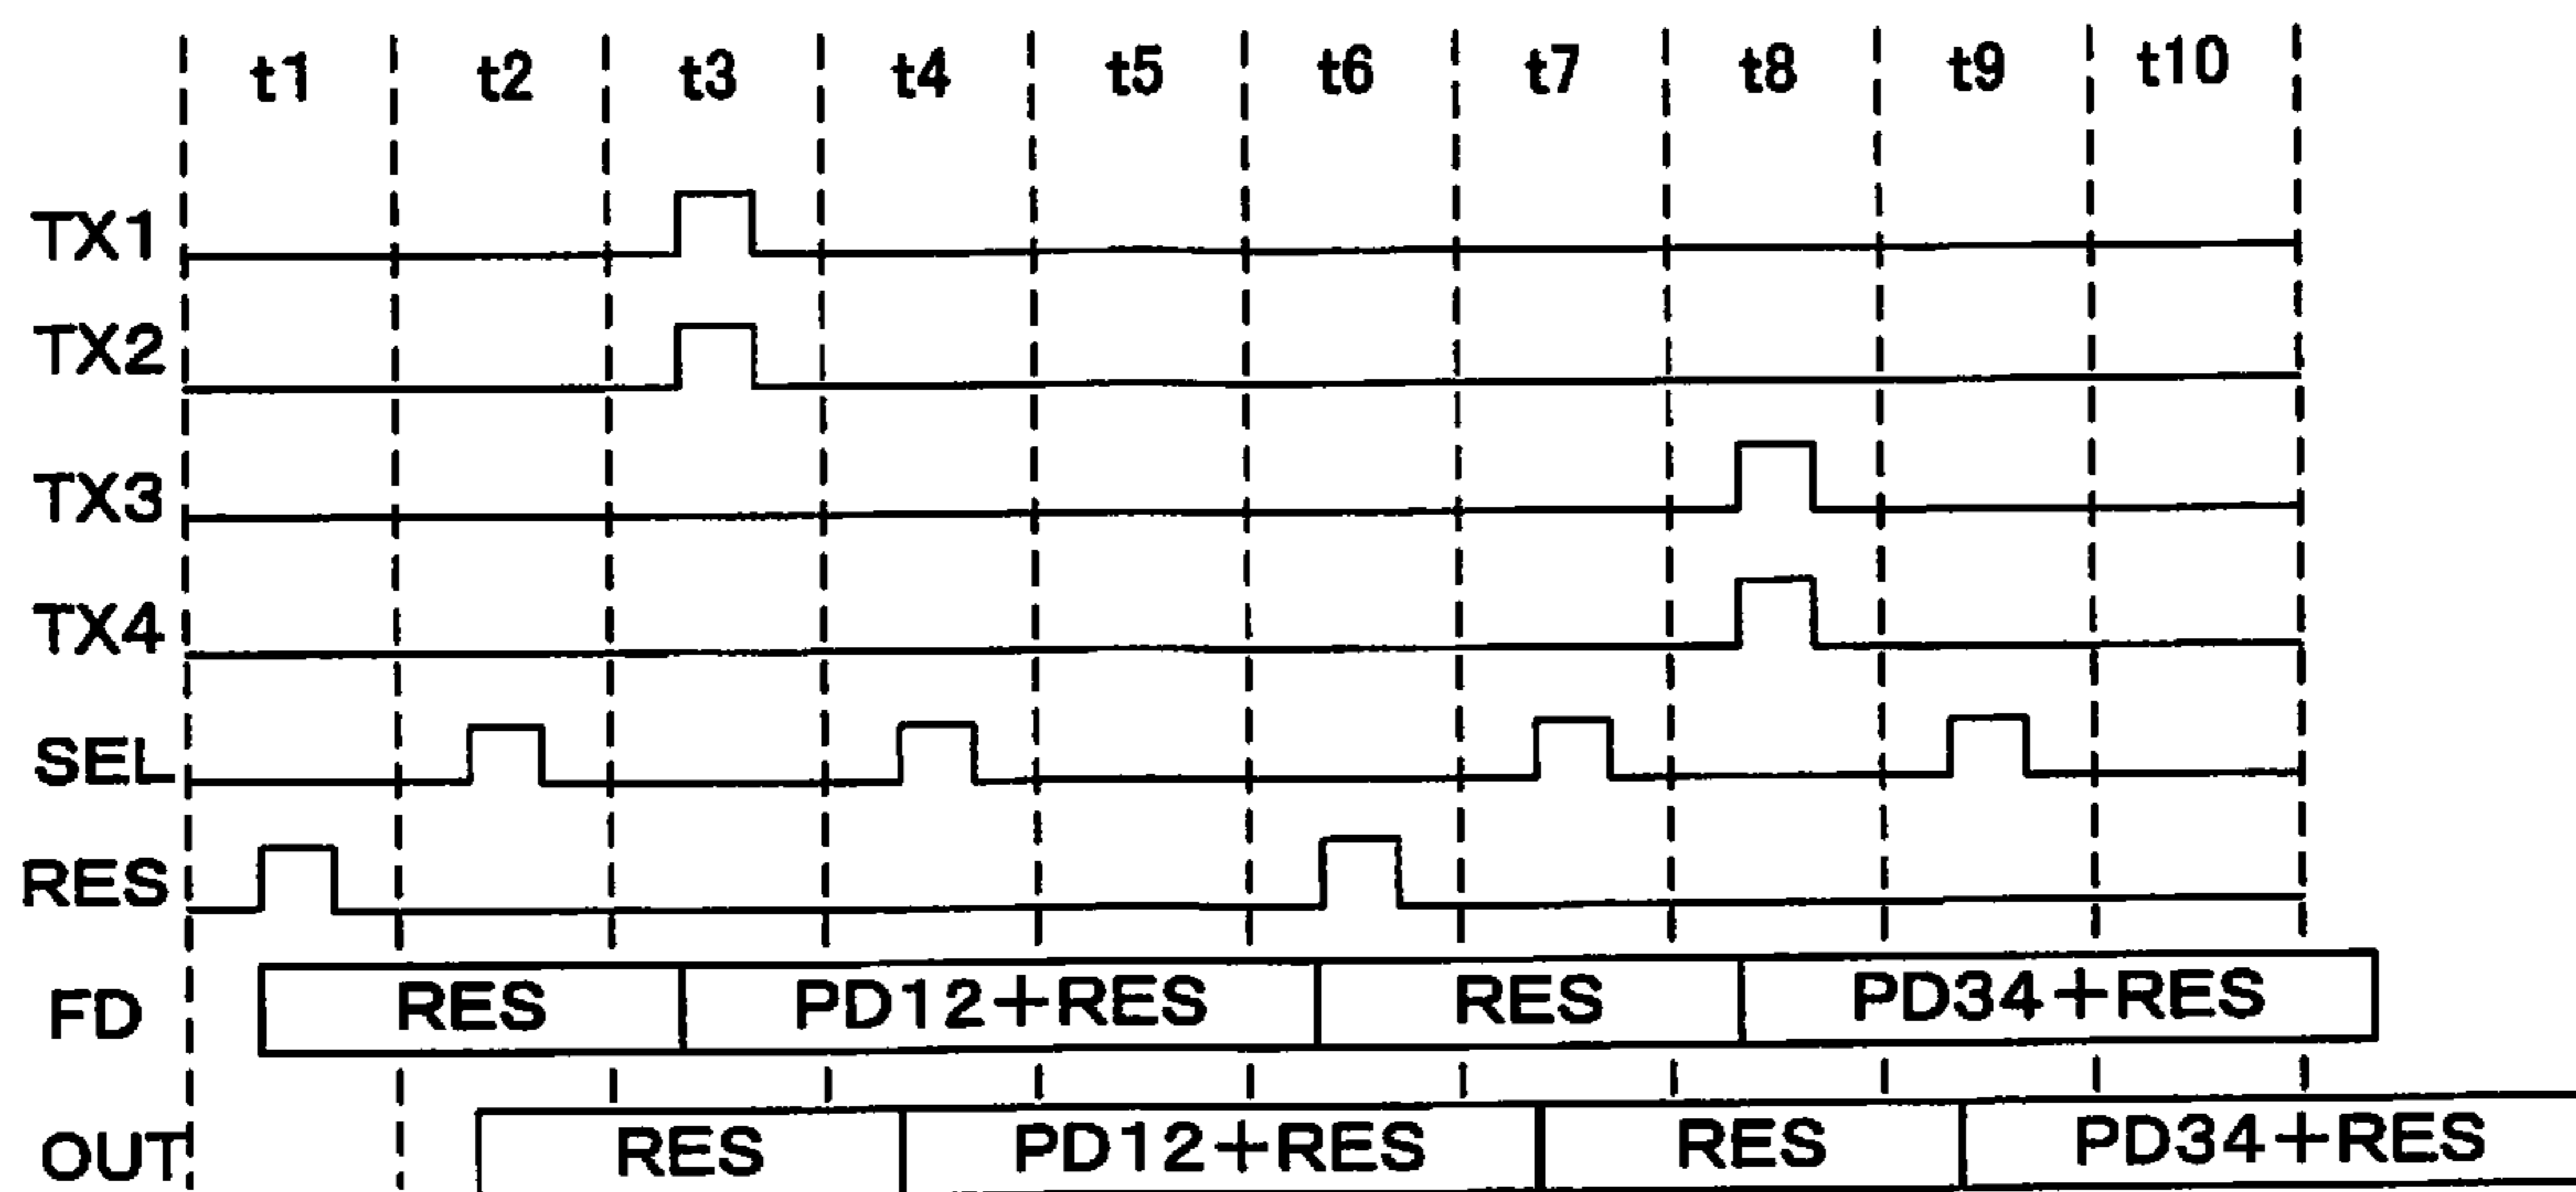 t1 t2 t3 t4 t5 t6 t7 t8 t9 t10
TX1
TX2
TX3
TX4
SEL
RES
FD RES PD12+RES RES PD34+RES
OUT RES PD12+RES RES PD34+RES